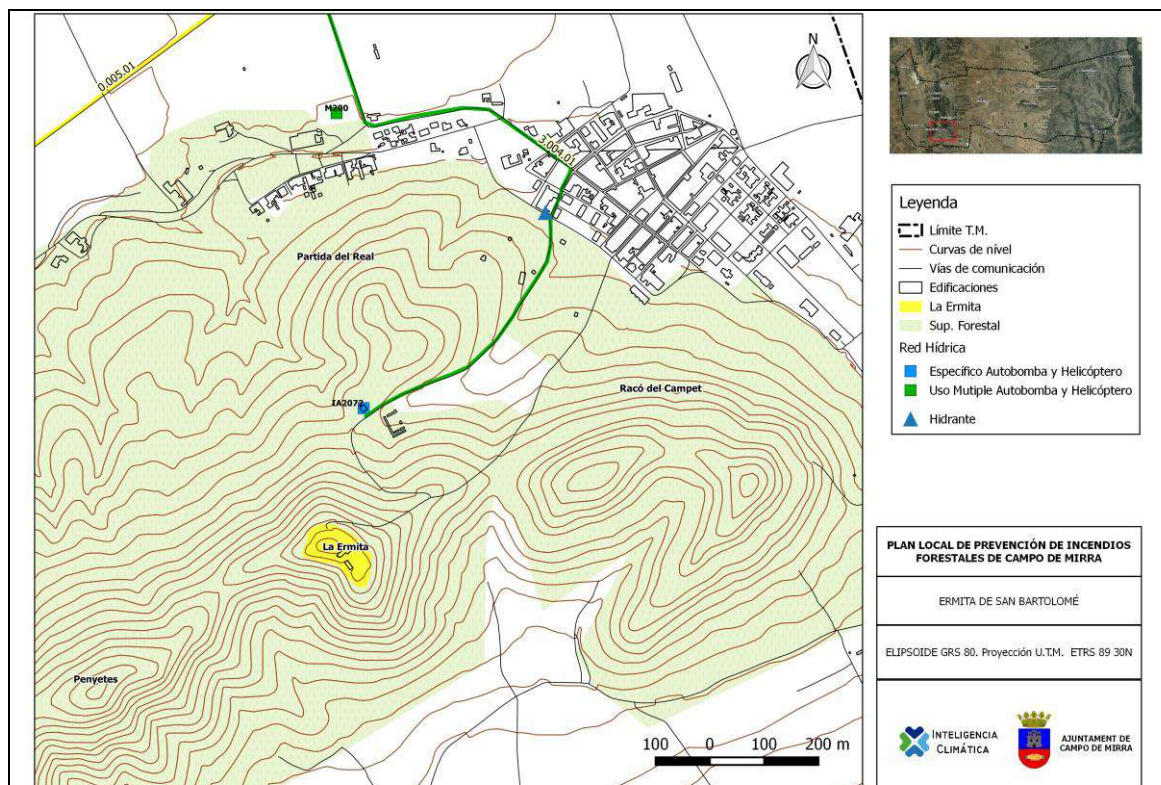 0.005.01
M200
3.004.01
N
Partida del Real
Racó del Campet
IA2072
La Ermita
Penyetes
100 0 100 200 m
Leyenda
Límite T.M.
Curvas de nível
Vías de comunicación
Edificaciones
La Ermita
Sup. Forestal
Red Hídrica
Específico Autobomba y Helicóptero
Uso Mutiple Autobomba y Helicóptero
Hidrante
PLAN LOCAL DE PREVENCIÓN DE INCENDIOS
FORESTALES DE CAMPO DE MIRRA
ERMITA DE SAN BARTOLOMÉ
ELIPSOIDE GRS 80. Proyección U.T.M. ETRS 89 30N
INTELIGENCIA
CLIMÁTICA
AJUNTAMENT DE
CAMPO DE MIRRA